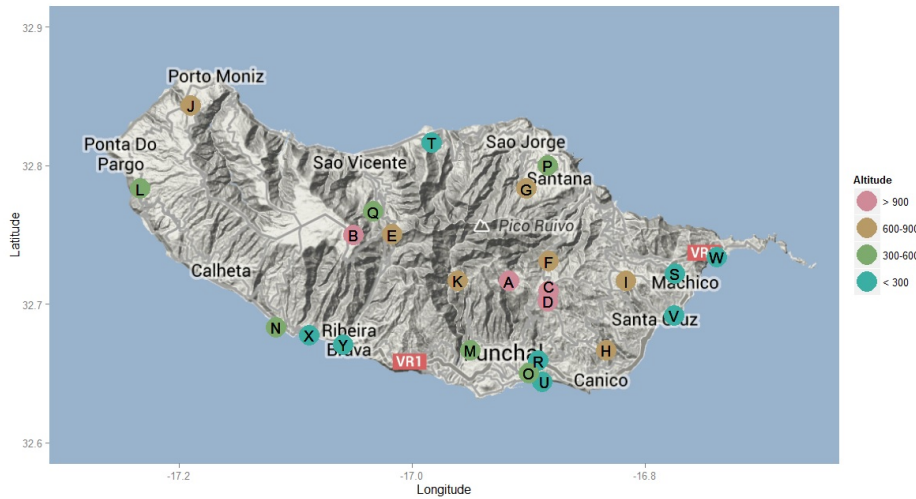 32.9
32.8
32.7
32.6
Latitude
-17.2
-17.0
-16.8
Longitude
Porto Moniz
J
Ponta Do
Pargo
L
T
Sao Jorge
Sao Vicente
P
Santana
G
Q
B
E
Pico Ruivo
VR
W
F
Calheta
K
A
C
D
I
S
Machico
N
X
Ribeira
Y
Brava
Santa Cruz
V
VR1
M
Funchal
R
H
O
U
Canico
Altitude
> 900
600-900
300-600
< 300